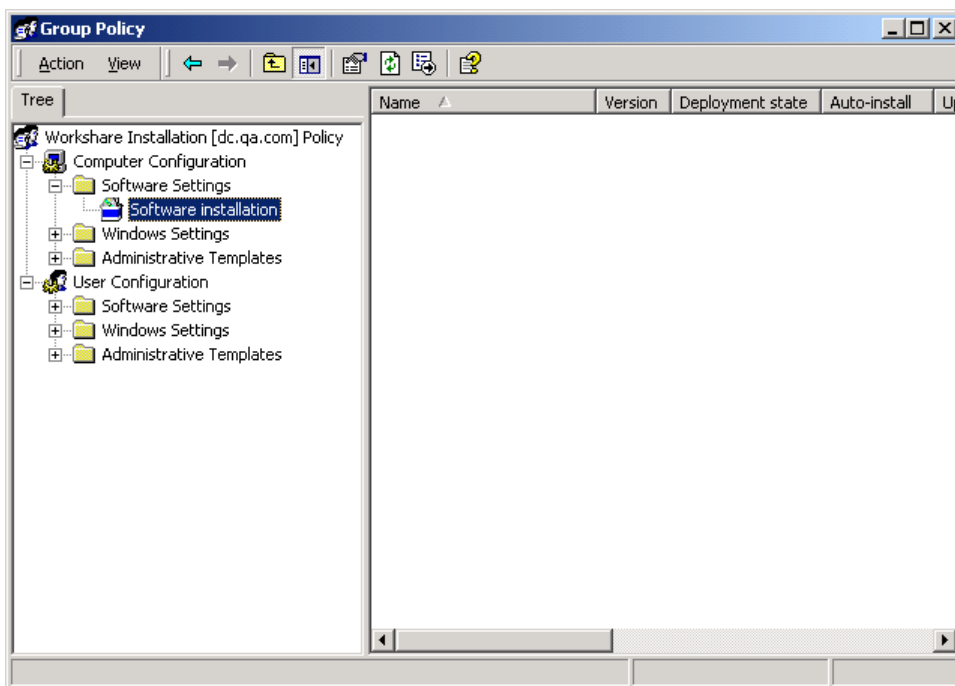 Group Policy
Action View
Tree
Name Version Deployment state Auto-install
Workshare Installation [dc.qa.com] Policy
Computer Configuration
Software Settings
Software installation
Windows Settings
Administrative Templates
User Configuration
Software Settings
Windows Settings
Administrative Templates